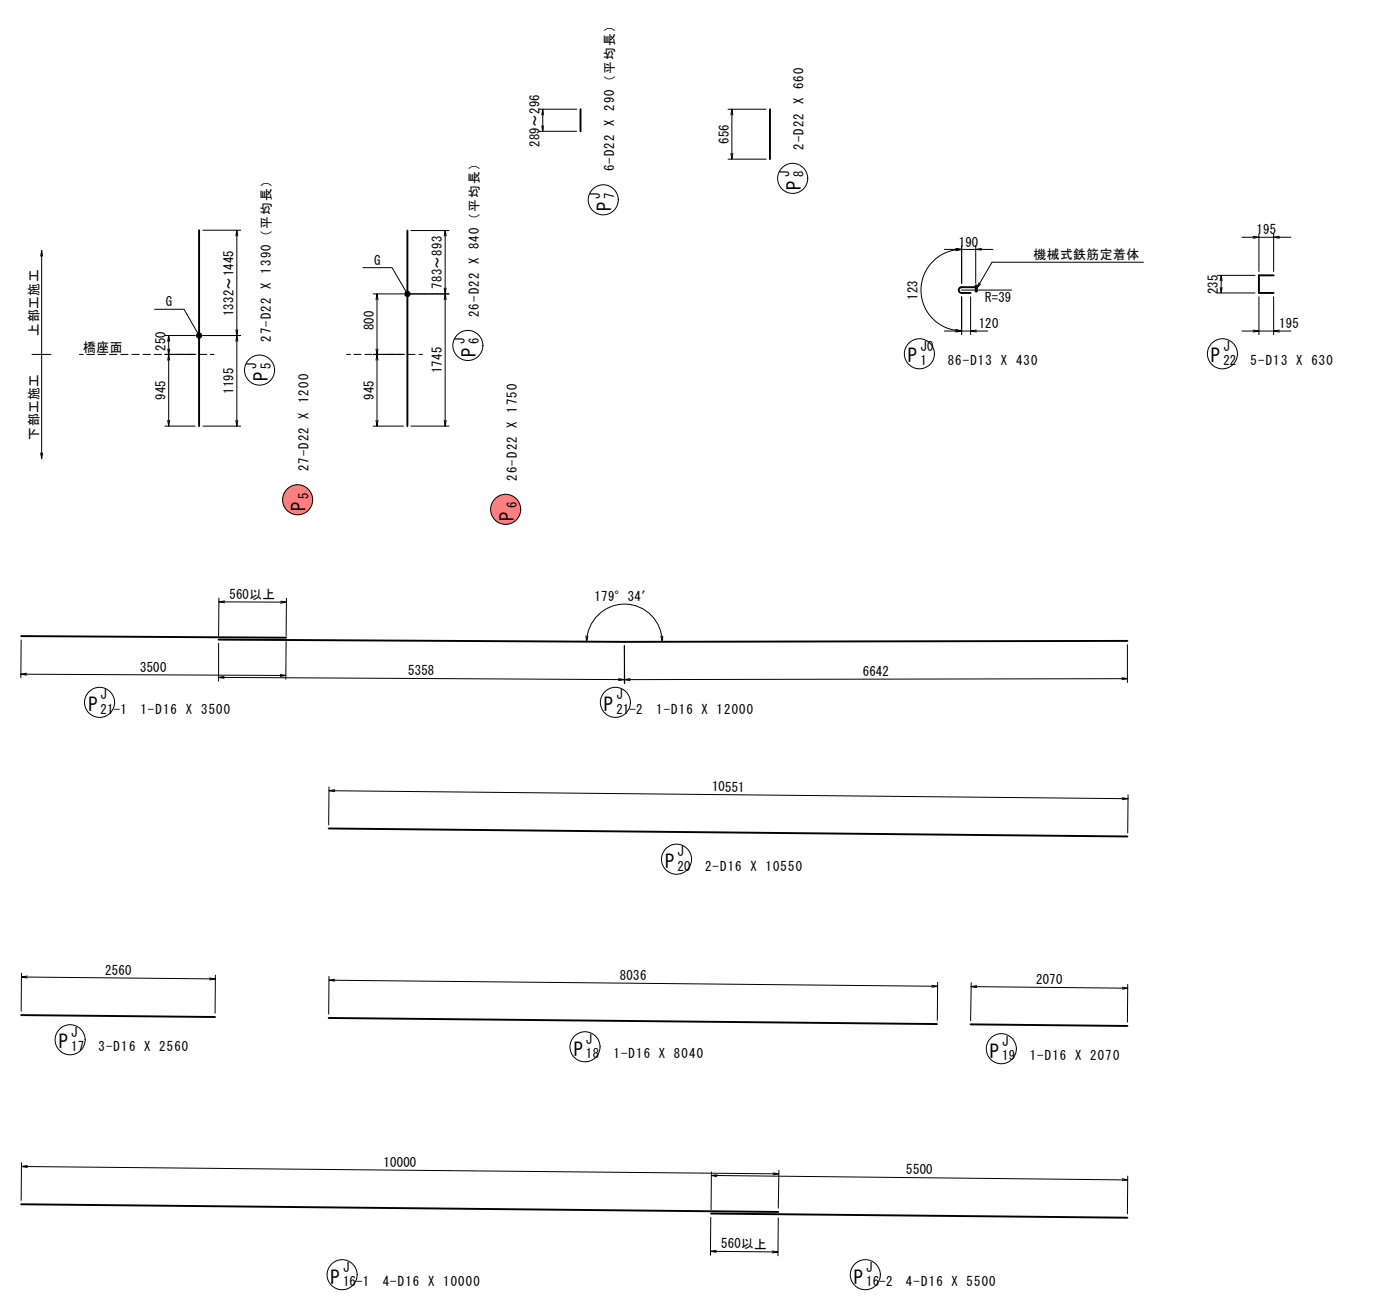 289～296
6-D22 X 290 (平均長)
P J 7
656
2-D22 X 660
P J 8
上部工施工
下部工施工
橋座面
G
250
945
1332～1445
1195
27-D22 X 1390 (平均長)
P J 5
27-D22 X 1200
P 5
G
800
945
783～893
1745
26-D22 X 840 (平均長)
P J 6
26-D22 X 1750
P 6
190
機械式鉄筋定着体
123
R=39
120
P J0 1 86-D13 X 430
195
235
195
P J 22 5-D13 X 630
560以上
179° 34′
3500
5358
6642
P J 21-1 1-D16 X 3500
P J 21-2 1-D16 X 12000
10551
P J 20 2-D16 X 10550
2560
8036
2070
P J 17 3-D16 X 2560
P J 18 1-D16 X 8040
P J 19 1-D16 X 2070
10000
5500
560以上
P J 16-1 4-D16 X 10000
P J 16-2 4-D16 X 5500